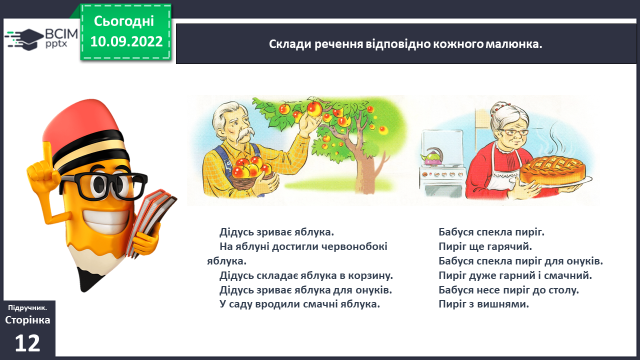 ВСІМ
pptx
Сьогодні
10.09.2022
Склади речення відповідно кожного малюнка.
Дідусь зриває яблука.
На яблуні достигли червонобокі
яблука.
Дідусь складає яблука в корзину.
Дідусь зриває яблука для онуків.
У саду вродили смачні яблука.
Бабуся спекла пиріг.
Пиріг ще гарячий.
Бабуся спекла пиріг для онуків.
Пиріг дуже гарний і смачний.
Бабуся несе пиріг до столу.
Пиріг з вишнями.
Підручник.
Сторінка
12